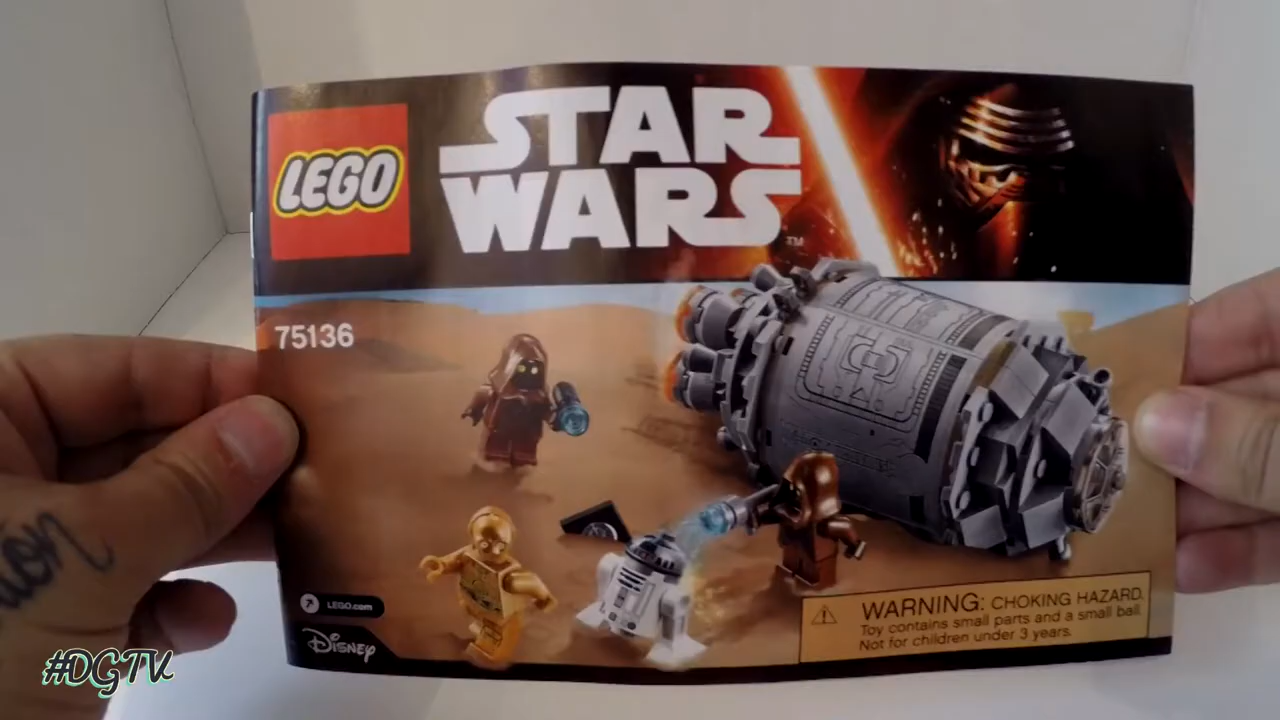 LEGO
STAR
WARS
TM
75136
LEGO.com
Disney
WARNING: CHOKING HAZARD.
Toy contains small parts and a small ball.
Not for children under 3 years.
#DGTV